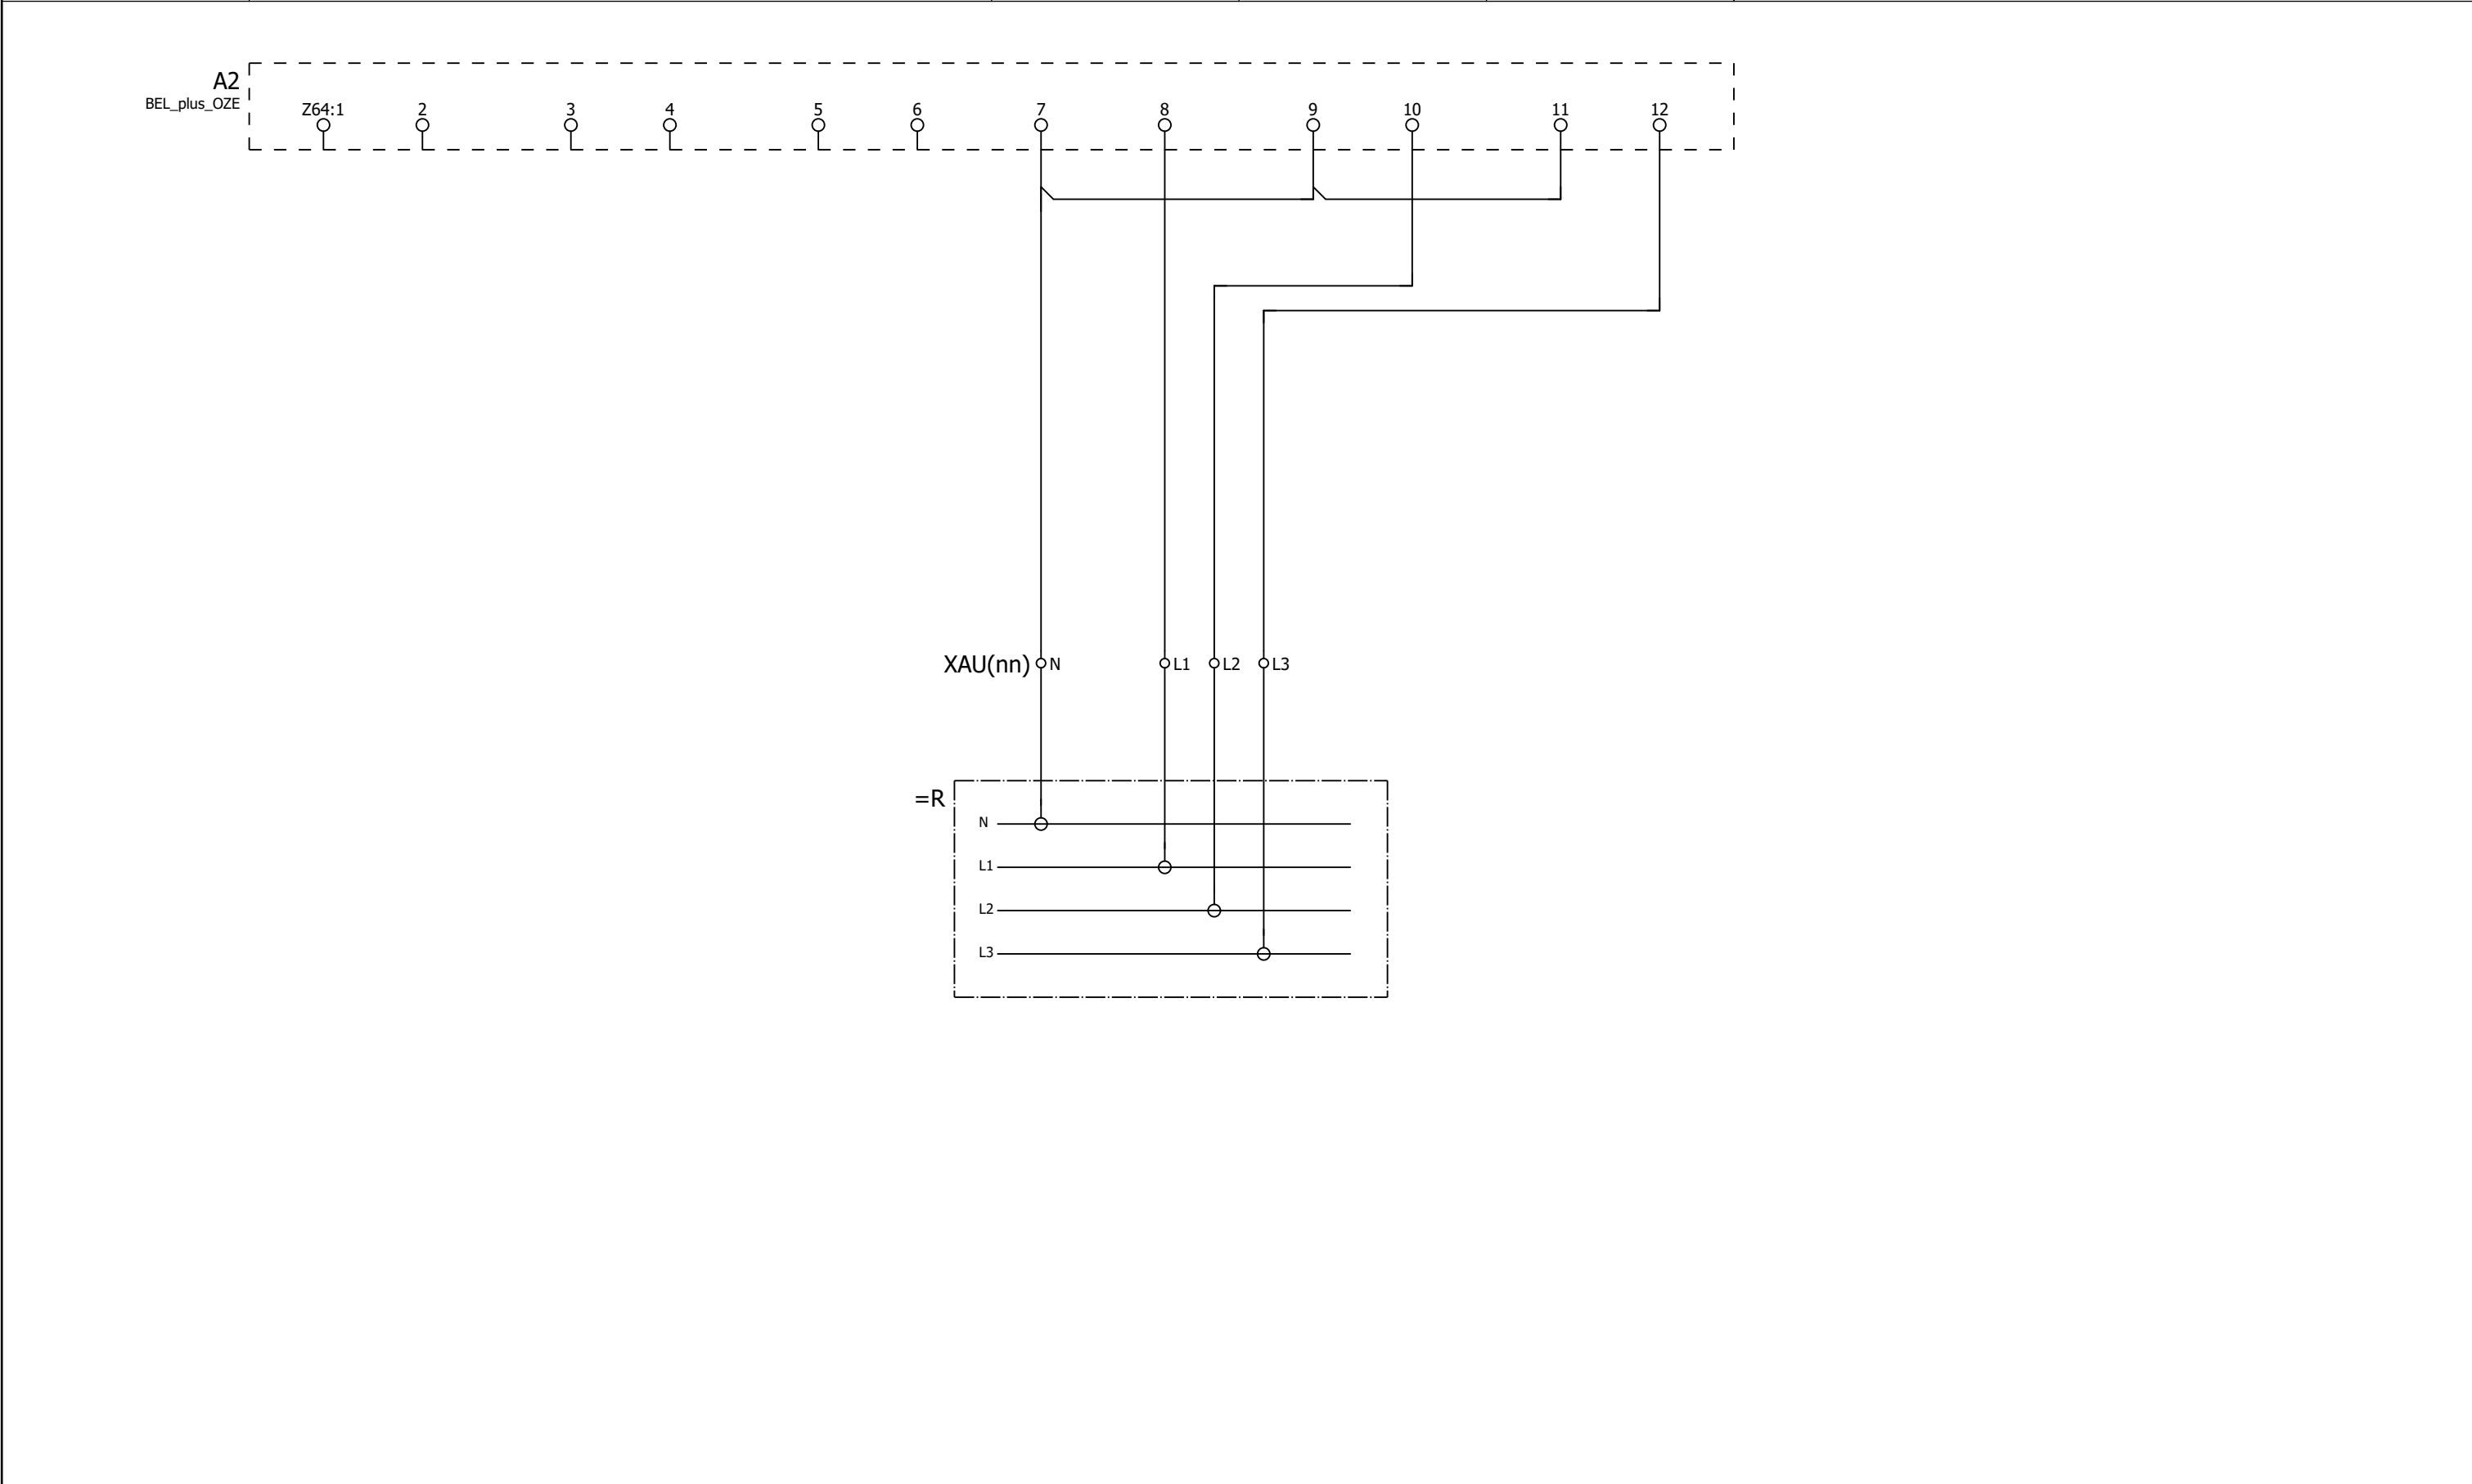 A2
BEL_plus_OZE
Z64:1 2 3 4 5 6 7 8 9 10 11 12
XAU(nn) N L1 L2 L3
=R
N
L1
L2
L3